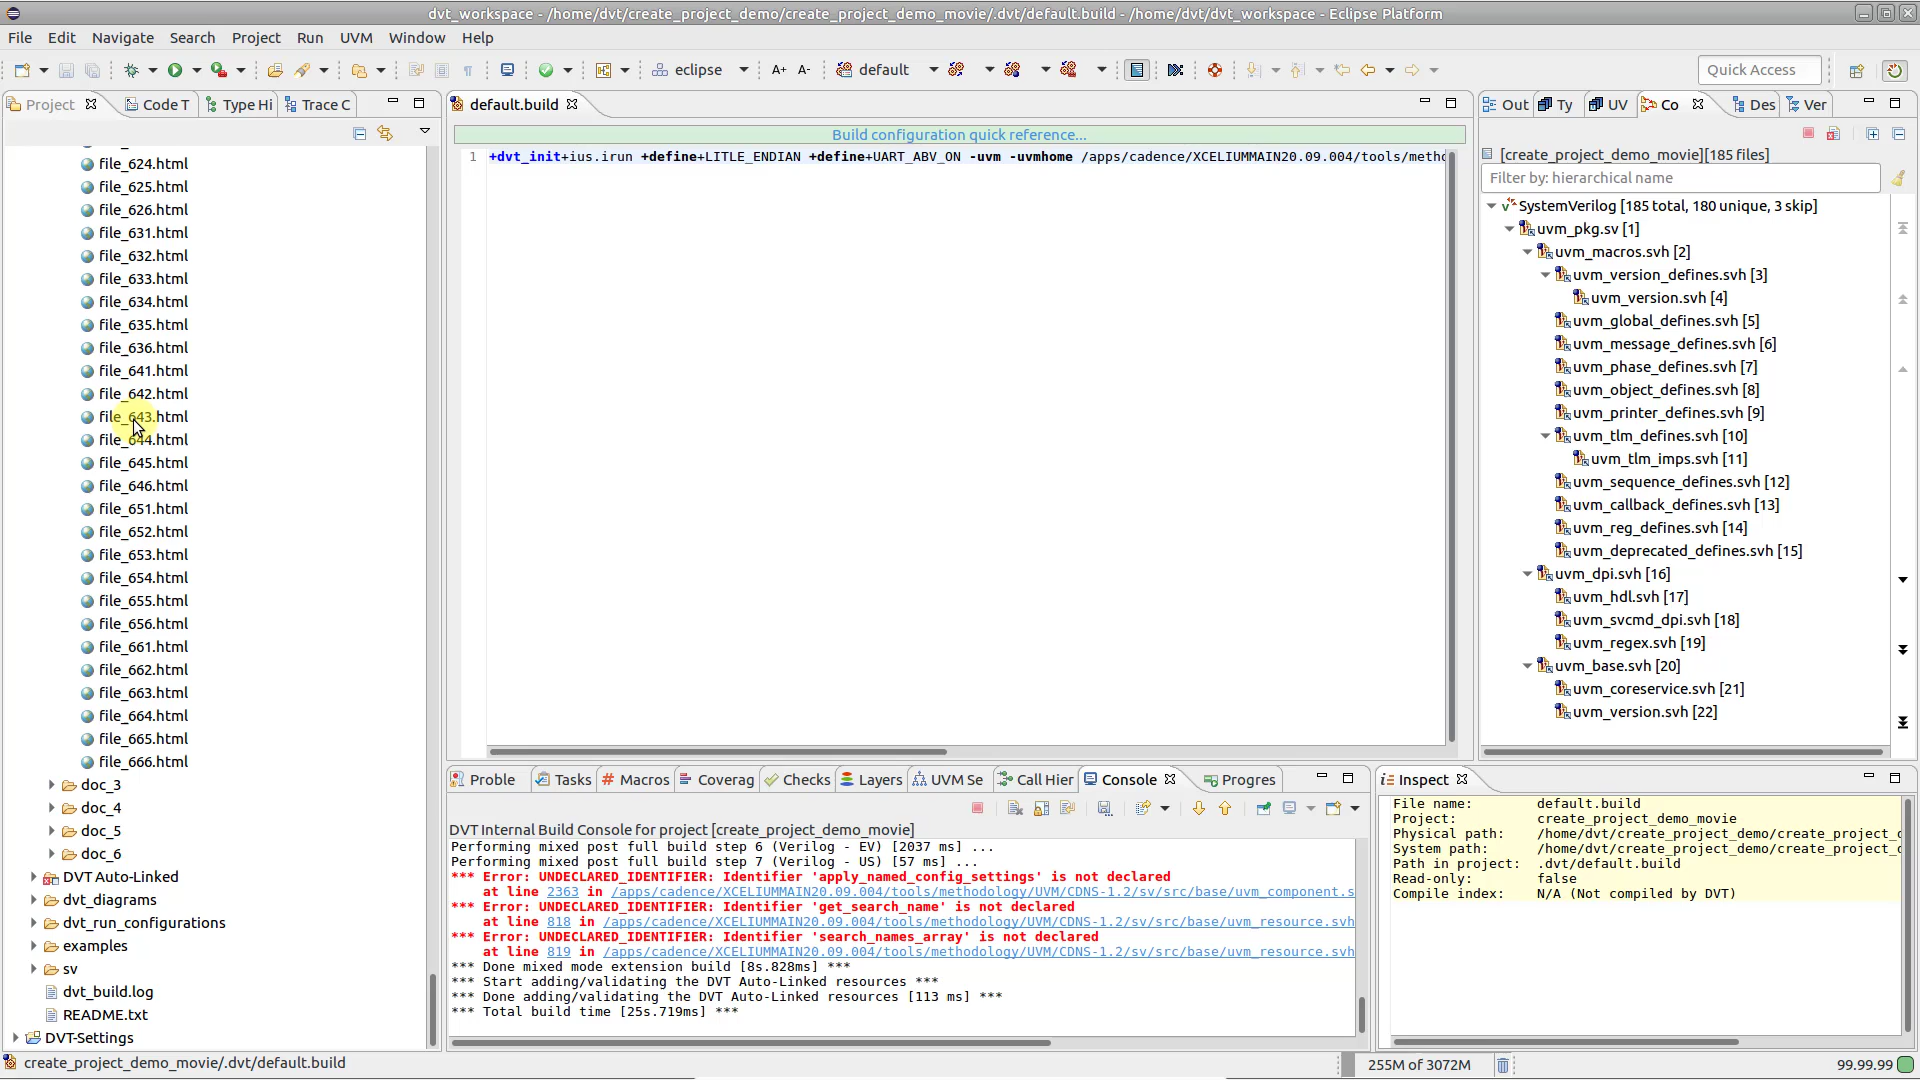 dvt_workspace - /home/dvt/create_project_demo/create_project_demo_movie/.dvt/default.build - /home/dvt/dvt_workspace - Eclipse Platform
File Edit Navigate Search Project Run UVM Window Help
eclipse A+ A- default Quick Access
Project Code T Type Hi Trace C
file_624.html
file_625.html
file_626.html
file_631.html
file_632.html
file_633.html
file_634.html
file_635.html
file_636.html
file_641.html
file_642.html
file_643.html
file_644.html
file_645.html
file_646.html
file_651.html
file_652.html
file_653.html
file_654.html
file_655.html
file_656.html
file_661.html
file_662.html
file_663.html
file_664.html
file_665.html
file_666.html
doc_3
doc_4
doc_5
doc_6
DVT Auto-Linked
dvt_diagrams
dvt_run_configurations
examples
sv
dvt_build.log
README.txt
DVT-Settings
default.build
Build configuration quick reference...
1 +dvt_init+ius.irun +define+LITLE_ENDIAN +define+UART_ABV_ON -uvm -uvmhome /apps/cadence/XCELIUMMAIN20.09.004/tools/metho
Out Ty UV Co Des Ver
[create_project_demo_movie][185 files]
Filter by: hierarchical name
SystemVerilog [185 total, 180 unique, 3 skip]
uvm_pkg.sv [1]
uvm_macros.svh [2]
uvm_version_defines.svh [3]
uvm_version.svh [4]
uvm_global_defines.svh [5]
uvm_message_defines.svh [6]
uvm_phase_defines.svh [7]
uvm_object_defines.svh [8]
uvm_printer_defines.svh [9]
uvm_tlm_defines.svh [10]
uvm_tlm_imps.svh [11]
uvm_sequence_defines.svh [12]
uvm_callback_defines.svh [13]
uvm_reg_defines.svh [14]
uvm_deprecated_defines.svh [15]
uvm_dpi.svh [16]
uvm_hdl.svh [17]
uvm_svcmd_dpi.svh [18]
uvm_regex.svh [19]
uvm_base.svh [20]
uvm_coreservice.svh [21]
uvm_version.svh [22]
Proble Tasks Macros Coverag Checks Layers UVM Se Call Hier Console Progres
DVT Internal Build Console for project [create_project_demo_movie]
Performing mixed post full build step 6 (Verilog - EV) [2037 ms] ...
Performing mixed post full build step 7 (Verilog - US) [57 ms] ...
*** Error: UNDECLARED_IDENTIFIER: Identifier 'apply_named_config_settings' is not declared
at line 2363 in /apps/cadence/XCELIUMMAIN20.09.004/tools/methodology/UVM/CDNS-1.2/sv/src/base/uvm_component.s
*** Error: UNDECLARED_IDENTIFIER: Identifier 'get_search_name' is not declared
at line 818 in /apps/cadence/XCELIUMMAIN20.09.004/tools/methodology/UVM/CDNS-1.2/sv/src/base/uvm_resource.svh
*** Error: UNDECLARED_IDENTIFIER: Identifier 'search_names_array' is not declared
at line 819 in /apps/cadence/XCELIUMMAIN20.09.004/tools/methodology/UVM/CDNS-1.2/sv/src/base/uvm_resource.svh
*** Done mixed mode extension build [8s.828ms] ***
*** Start adding/validating the DVT Auto-Linked resources ***
*** Done adding/validating the DVT Auto-Linked resources [113 ms] ***
*** Total build time [25s.719ms] ***
Inspect
File name: default.build
Project: create_project_demo_movie
Physical path: /home/dvt/create_project_demo/create_project_c
System path: /home/dvt/create_project_demo/create_project_c
Path in project: .dvt/default.build
Read-only: false
Compile index: N/A (Not compiled by DVT)
create_project_demo_movie/.dvt/default.build
255M of 3072M
99.99.99